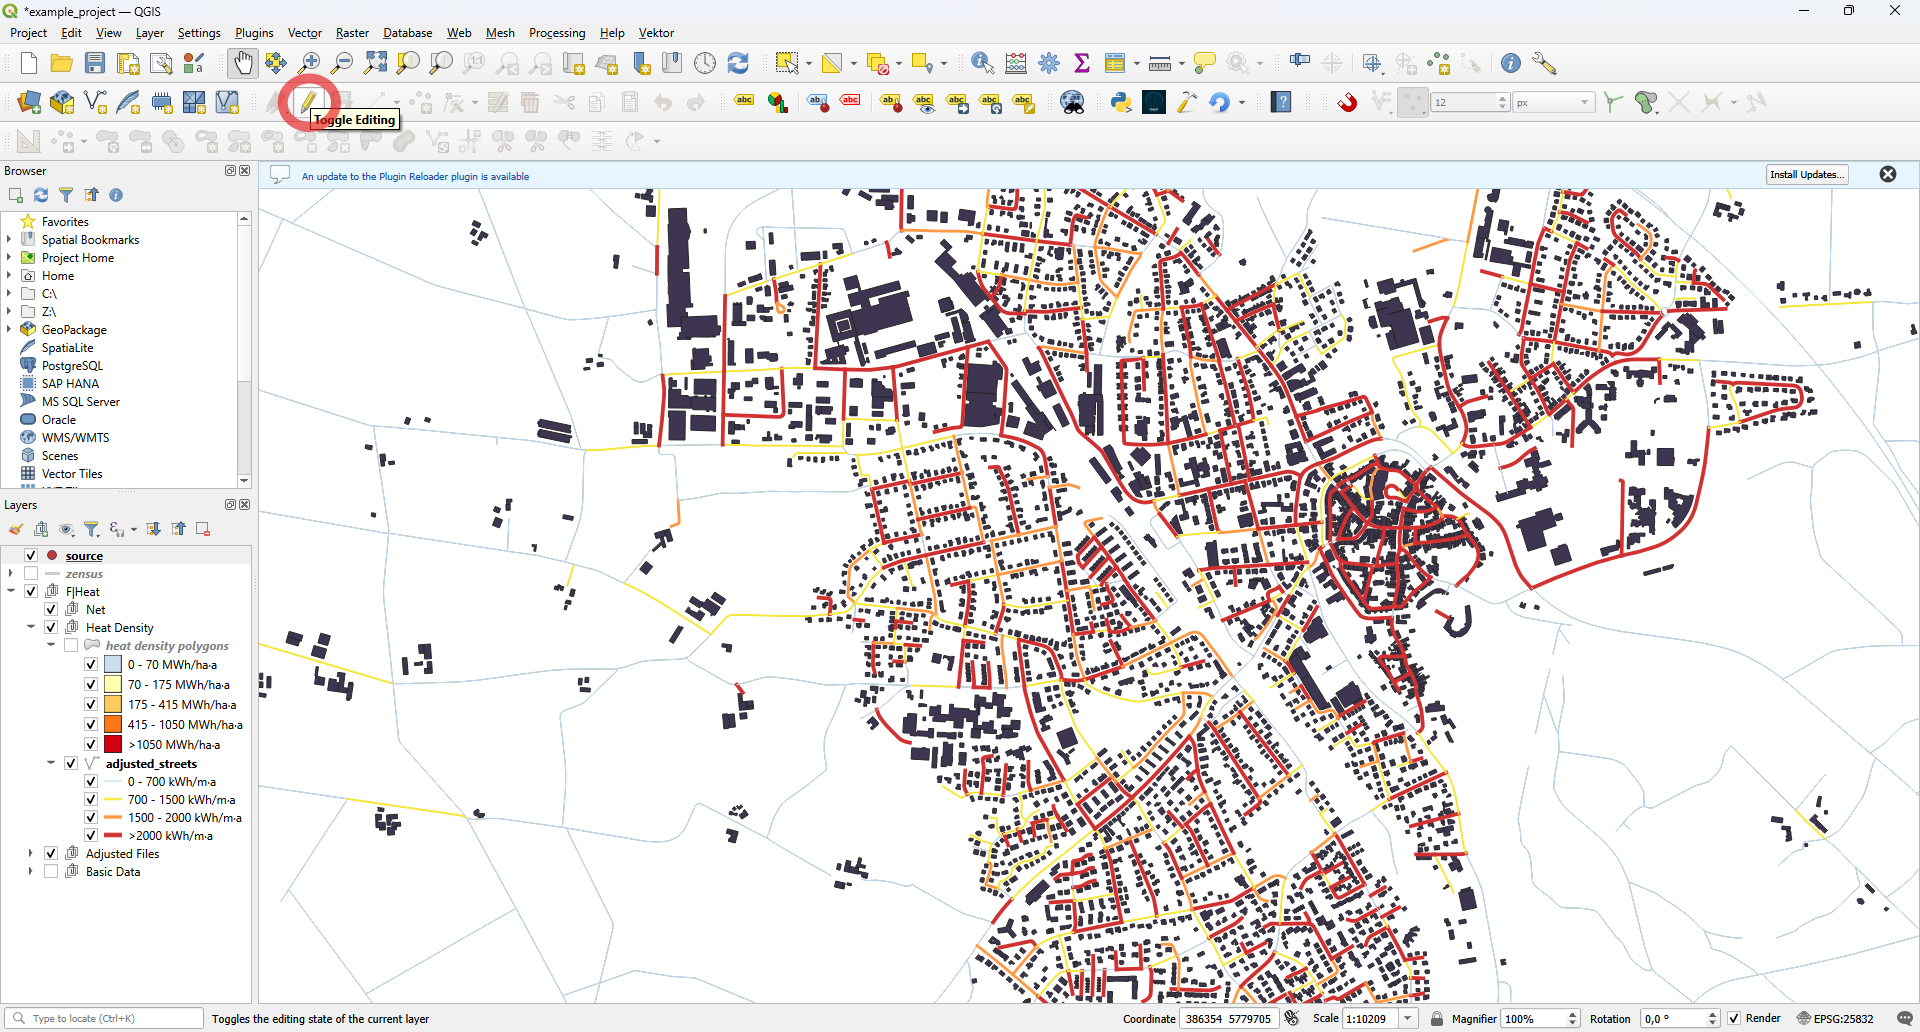 *example_project — QGIS
Project Edit View Layer Settings Plugins Vector Raster Database Web Mesh Processing Help Vektor
12 px
Toggle Editing
Browser
An update to the Plugin Reloader plugin is available
Install Updates...
Favorites
Spatial Bookmarks
Project Home
Home
C:\
Z:\
GeoPackage
SpatiaLite
PostgreSQL
SAP HANA
MS SQL Server
Oracle
WMS/WMTS
Scenes
Vector Tiles
Layers
source
zensus
F|Heat
Net
Heat Density
heat density polygons
0 - 70 MWh/ha·a
70 - 175 MWh/ha·a
175 - 415 MWh/ha·a
415 - 1050 MWh/ha·a
>1050 MWh/ha·a
adjusted_streets
0 - 700 kWh/m·a
700 - 1500 kWh/m·a
1500 - 2000 kWh/m·a
>2000 kWh/m·a
Adjusted Files
Basic Data
Type to locate (Ctrl+K) Toggles the editing state of the current layer Coordinate 386354 5779705 Scale 1:10209 Magnifier 100% Rotation 0,0 ° Render EPSG:25832